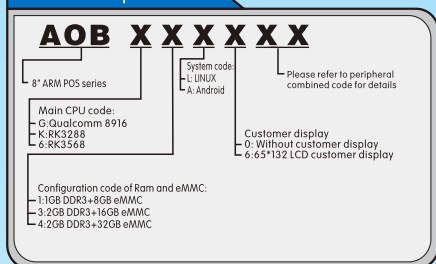 AOB X X X X X X
System code:
L: LINUX
A: Android
8" ARM POS series
Please refer to peripheral
combined code for details
Main CPU code:
G:Qualcomm 8916
K:RK3288
6:RK3568
Customer display
0: Without customer display
6:65*132 LCD customer display
Configuration code of Ram and eMMC:
1:1GB DDR3+8GB eMMC
3:2GB DDR3+16GB eMMC
4:2GB DDR3+32GB eMMC